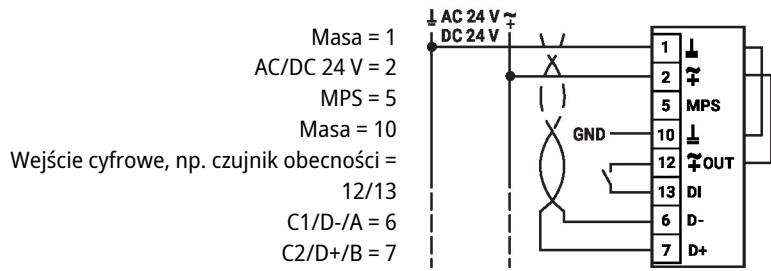 Masa = 1
AC/DC 24 V = 2
MPS = 5
Masa = 10
Wejście cyfrowe, np. czujnik obecności =
12/13
C1/D-/A = 6
C2/D+/B = 7
⊥ AC 24 V ~
DC 24 V +
1 ⊥
2 ~+
5 MPS
GND 10 ⊥
12 ~+ OUT
13 DI
6 D-
7 D+